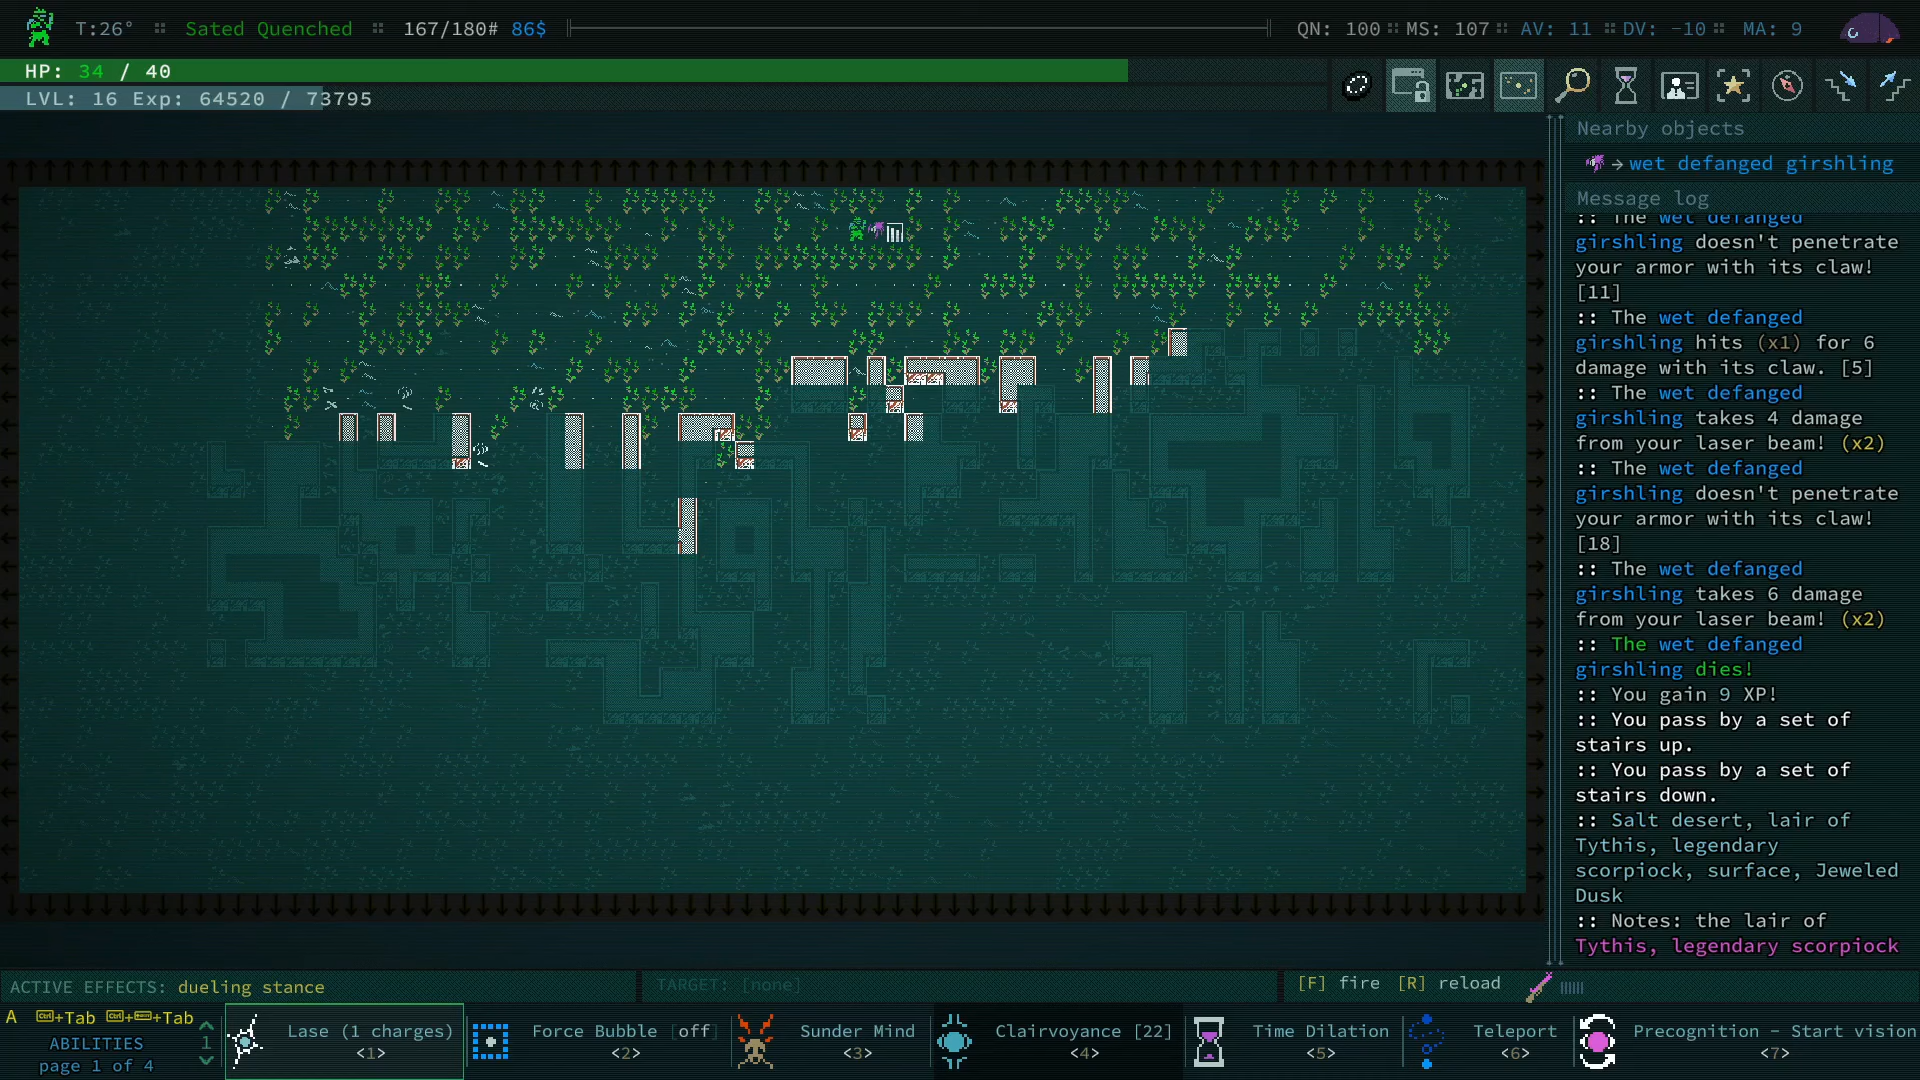 T:26° Sated Quenched 167/180# 86$ QN: 100 MS: 107 AV: 11 DV: -10 MA: 9
HP: 34 / 40
LVL: 16 Exp: 64520 / 73795
Nearby objects
→ wet defanged girshling
Message log
:: The wet defanged
girshling doesn't penetrate
your armor with its claw!
[11]
:: The wet defanged
girshling hits (x1) for 6
damage with its claw. [5]
:: The wet defanged
girshling takes 4 damage
from your laser beam! (x2)
:: The wet defanged
girshling doesn't penetrate
your armor with its claw!
[18]
:: The wet defanged
girshling takes 6 damage
from your laser beam! (x2)
:: The wet defanged
girshling dies!
:: You gain 9 XP!
:: You pass by a set of
stairs up.
:: You pass by a set of
stairs down.
:: Salt desert, lair of
Tythis, legendary
scorpiock, surface, Jeweled
Dusk
:: Notes: the lair of
Tythis, legendary scorpiock
ACTIVE EFFECTS: dueling stance
TARGET: [none]
[F] fire [R] reload
A Ctrl+Tab Ctrl+ +Tab
ABILITIES
page 1 of 4
1
Lase (1 charges)
<1>
Force Bubble [off]
<2>
Sunder Mind
<3>
Clairvoyance [22]
<4>
Time Dilation
<5>
Teleport
<6>
Precognition - Start vision
<7>